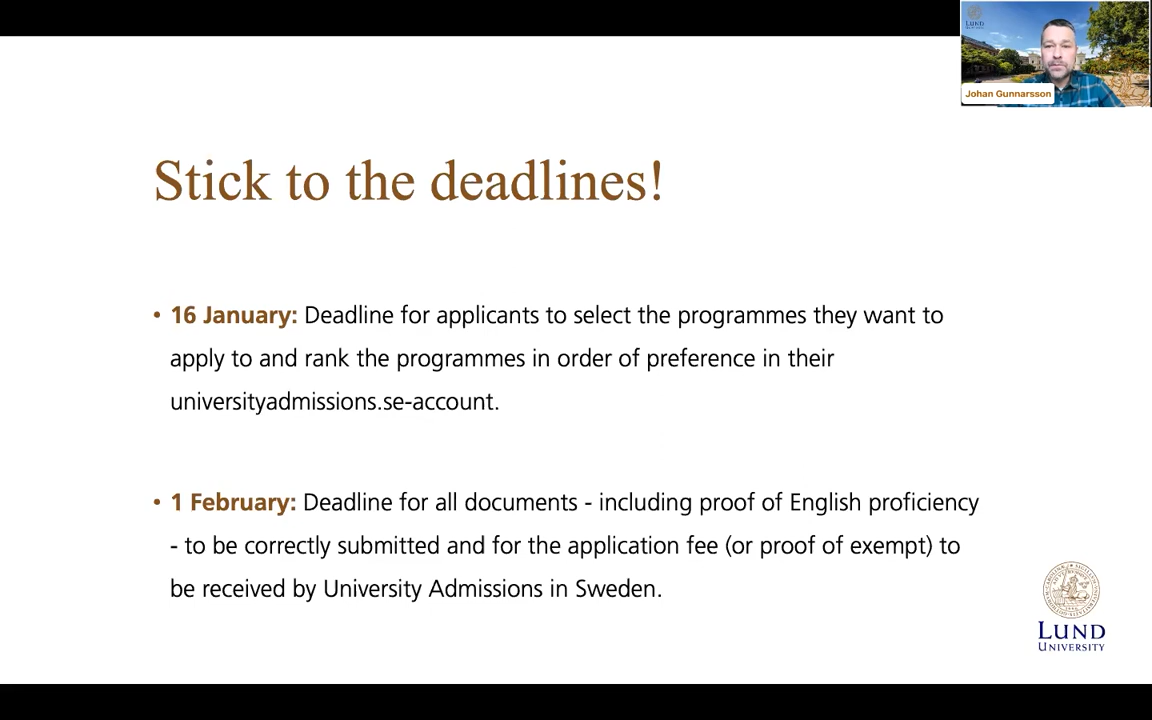 LUND
Johan Gunnarsson
Stick to the deadlines!
• 16 January: Deadline for applicants to select the programmes they want to
apply to and rank the programmes in order of preference in their
universityadmissions.se-account.
• 1 February: Deadline for all documents - including proof of English proficiency
- to be correctly submitted and for the application fee (or proof of exempt) to
be received by University Admissions in Sweden.
LUND
UNIVERSITY